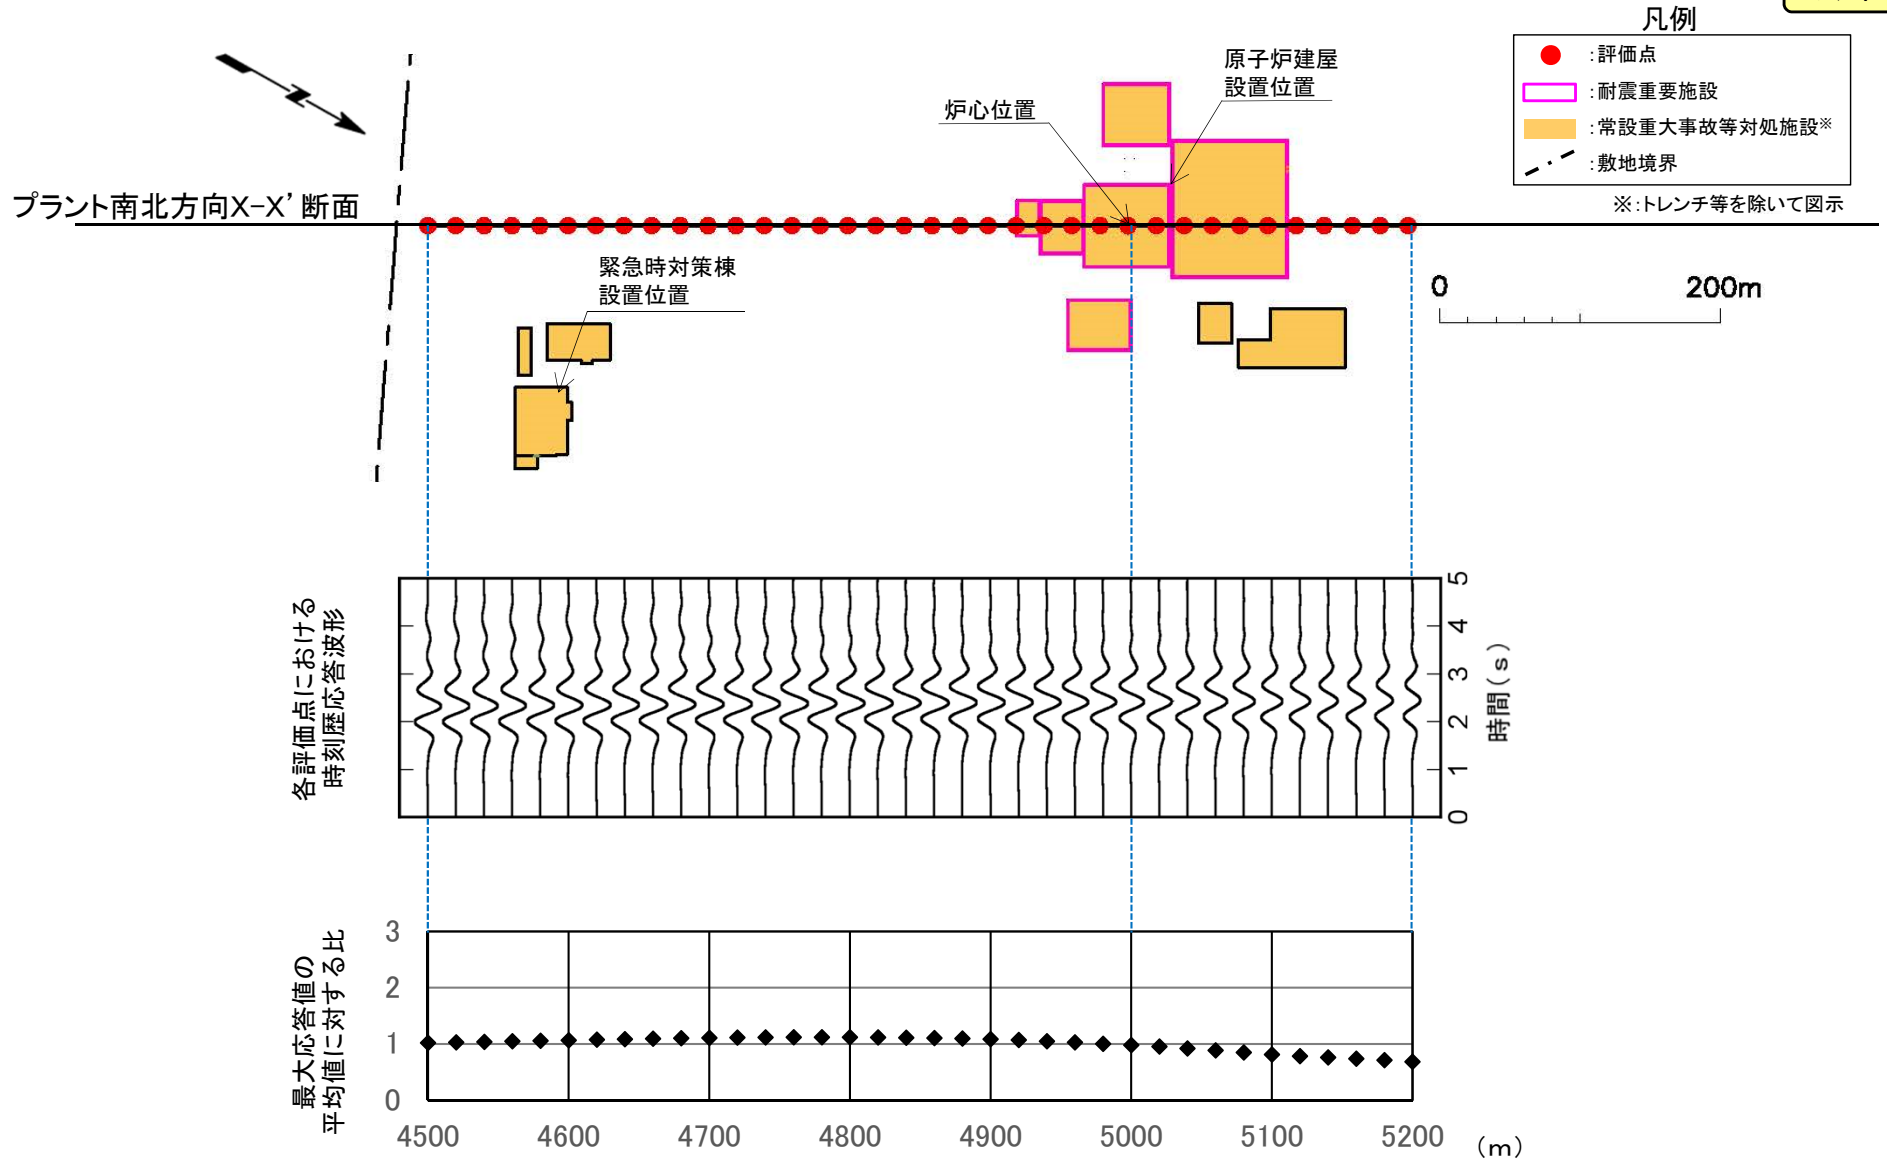 凡例
:評価点
:耐震重要施設
:常設重大事故等対処施設※
:敷地境界
※:トレンチ等を除いて図示
原子炉建屋
設置位置
炉心位置
プラント南北方向X-X’断面
緊急時対策棟
設置位置
0 200m
各評価点における
時刻歴応答波形
5
4
3
2
1
0
時間(s)
最大応答値の
平均値に対する比
3
2
1
0
4500 4600 4700 4800 4900 5000 5100 5200 (m)